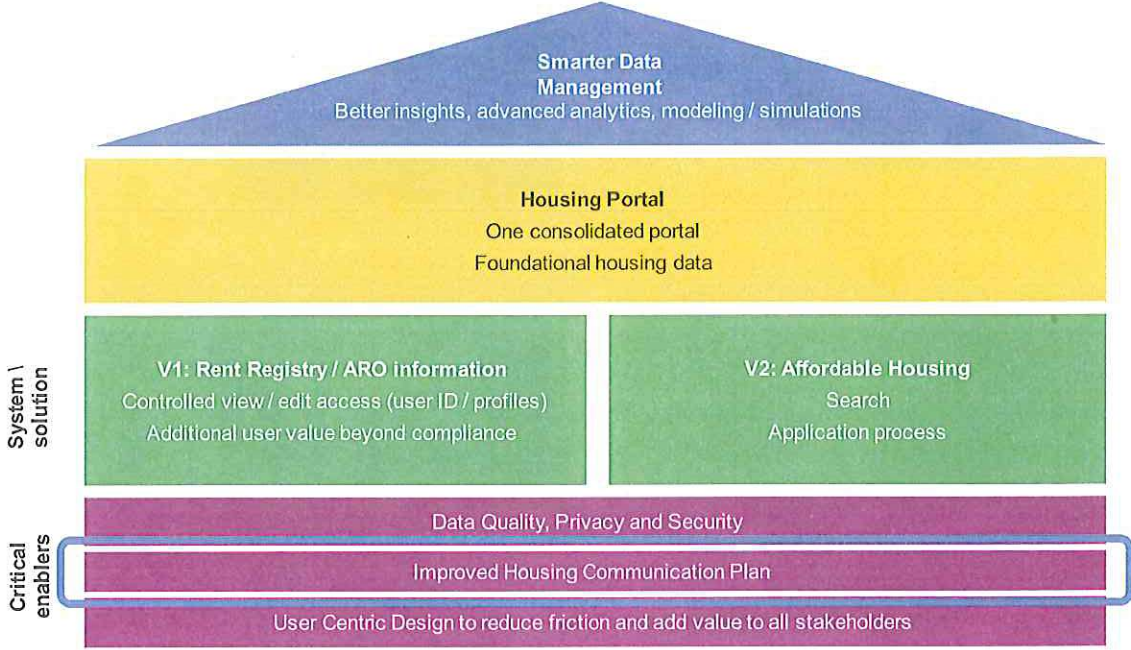 Smarter Data
Management
Better insights, advanced analytics, modeling / simulations
Housing Portal
One consolidated portal
Foundational housing data
System \
solution
V1: Rent Registry / ARO information
Controlled view / edit access (user ID / profiles)
Additional user value beyond compliance
V2: Affordable Housing
Search
Application process
Critical
enablers
Data Quality, Privacy and Security
Improved Housing Communication Plan
User Centric Design to reduce friction and add value to all stakeholders